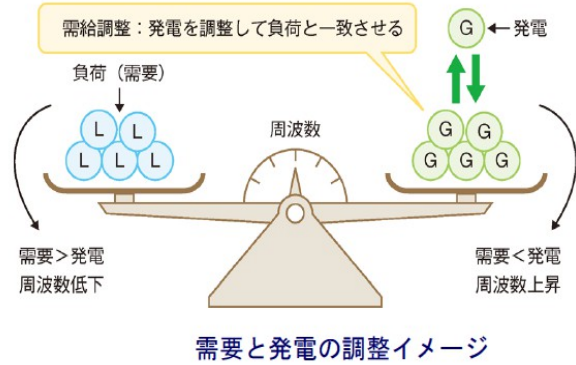 需給調整：発電を調整して負荷と一致させる
G
発電
負荷（需要）
L L
L L L
周波数
G G
G G G
需要＞発電
周波数低下
需要＜発電
周波数上昇
需要と発電の調整イメージ